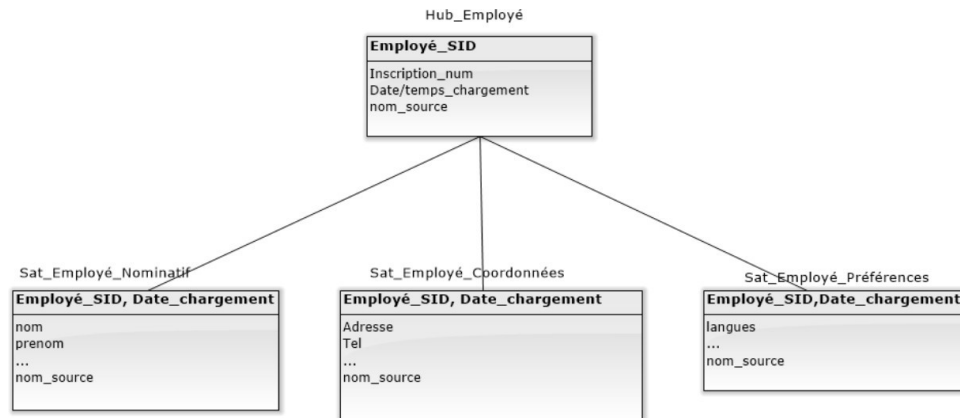 Hub_Employé
Employé_SID
Inscription_num
Date/temps_chargement
nom_source
Sat_Employé_Nominatif
Employé_SID, Date_chargement
nom
prenom
...
nom_source
Sat_Employé_Coordonnées
Employé_SID, Date_chargement
Adresse
Tel
...
nom_source
Sat_Employé_Préférences
Employé_SID,Date_chargement
langues
...
nom_source